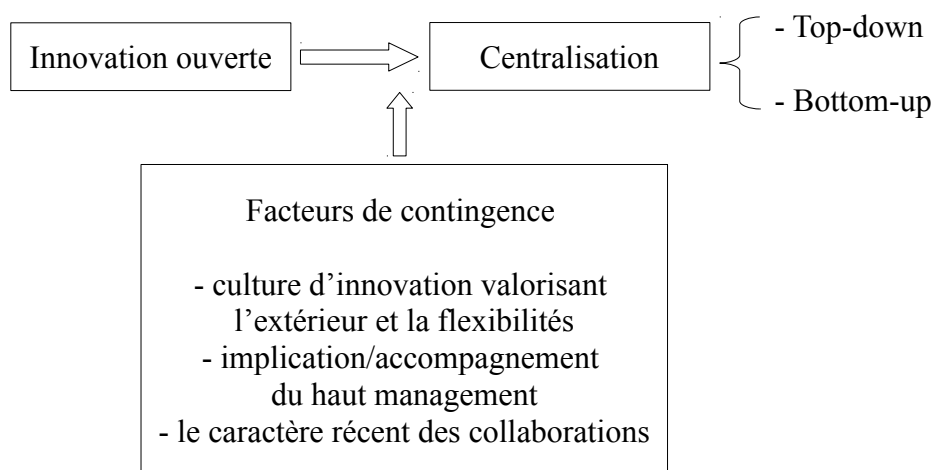 Innovation ouverte
Centralisation
- Top-down
- Bottom-up
Facteurs de contingence
- culture d’innovation valorisant
l’extérieur et la flexibilités
- implication/accompagnement
du haut management
- le caractère récent des collaborations